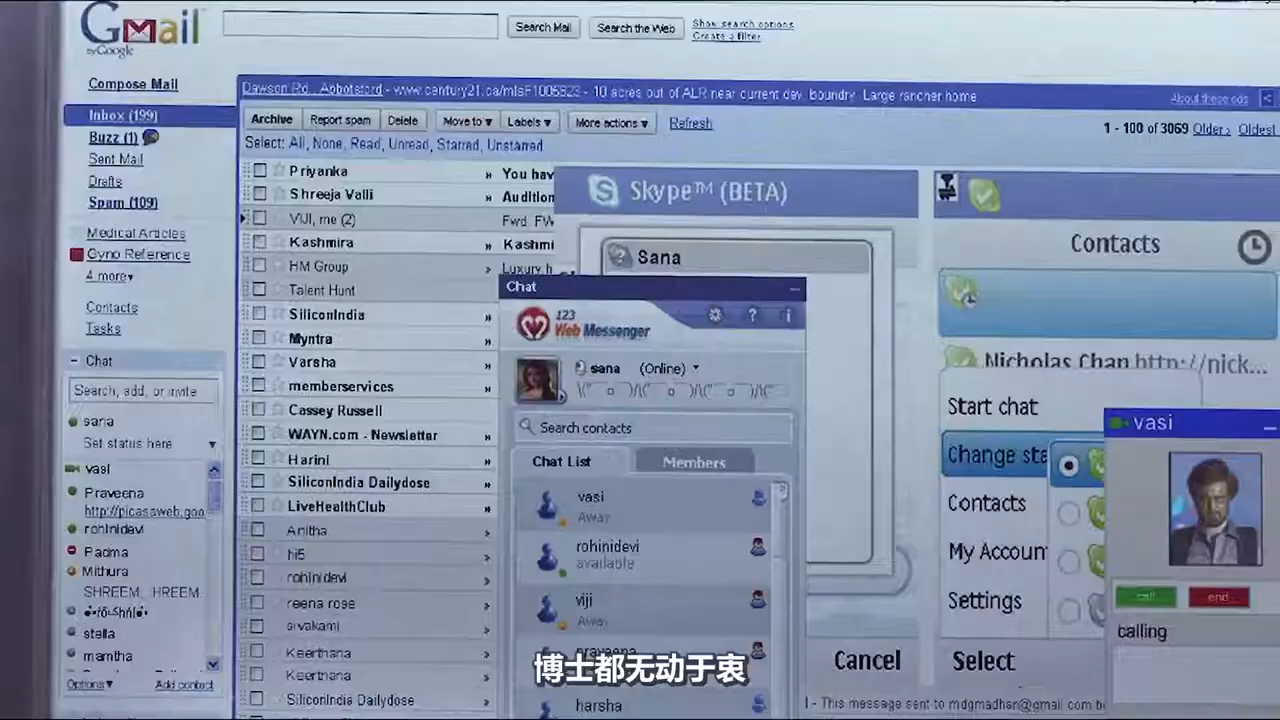 Gmail
by Google
Search Mail
Search the Web
Show search options
Create a filter
Compose Mail
Inbox (199)
Buzz (1)
Sent Mail
Drafts
Spam (109)
Medical Articles
Gyno Reference
4 more▾
Contacts
Tasks
− Chat
Search, add, or invite
sana
Set status here
vasi
Praveena
http://picasaweb.goo
rohinidevi
Padma
Mithura
SHREEM, HREEM
stella
mamtha
Options▾
Add contact
Dawson Rd., Abbotsford - www.century21.ca/mlsF1005823 - 10 acres out of ALR near current dev. boundry. Large rancher home
About these ads
Archive
Report spam
Delete
Move to ▾
Labels ▾
More actions ▾
Refresh
1 - 100 of 3069 Older › Oldest
Select: All, None, Read, Unread, Starred, Unstarred
Priyanka » You hav
Shreeja Valli » Audition
VIJI, me (2) Fwd: FW
Kashmira » Kashmi
HM Group › Luxury h
Talent Hunt
SiliconIndia
Myntra
Varsha
memberservices
Cassey Russell
WAYN.com - Newsletter »
Harini »
SiliconIndia Dailydose »
LiveHealthClub »
Anitha ›
hi5 ›
rohinidevi ›
reena rose ›
srvakami ›
Keerthana ›
Keerthana ›
SiliconIndia Dailydose ›
Skype™ (BETA)
Sana
Chat
123
Web Messenger
sana (Online) ▾
Search contacts
Chat List
Members
vasi
Away
rohinidevi
available
viji
Away
praveena
harsha
Contacts
Nicholas Chan http://nick...
Start chat
Change sta
Contacts
My Accoun
Settings
Cancel
Select
vasi
call
end
calling
- This message sent to mdgmadhar@gmail.com b
博士都无动于衷